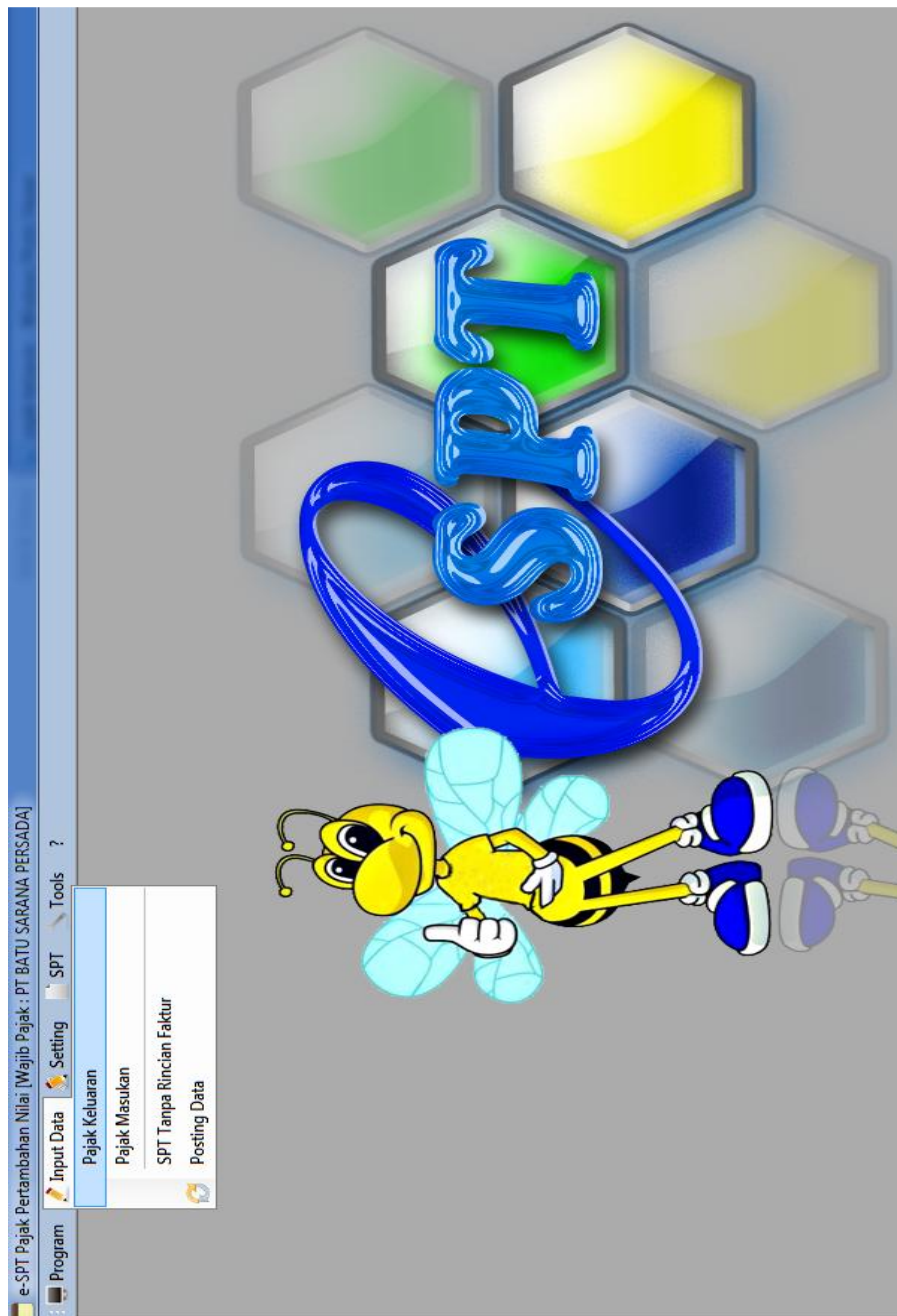 e-SPT Pajak Pertambahan Nilai [Wajib Pajak : PT BATU SARANA PERSADA]
Program Input Data Setting SPT Tools ?
Pajak Keluaran
Pajak Masukan
SPT Tanpa Rincian Faktur
Posting Data
e SPT